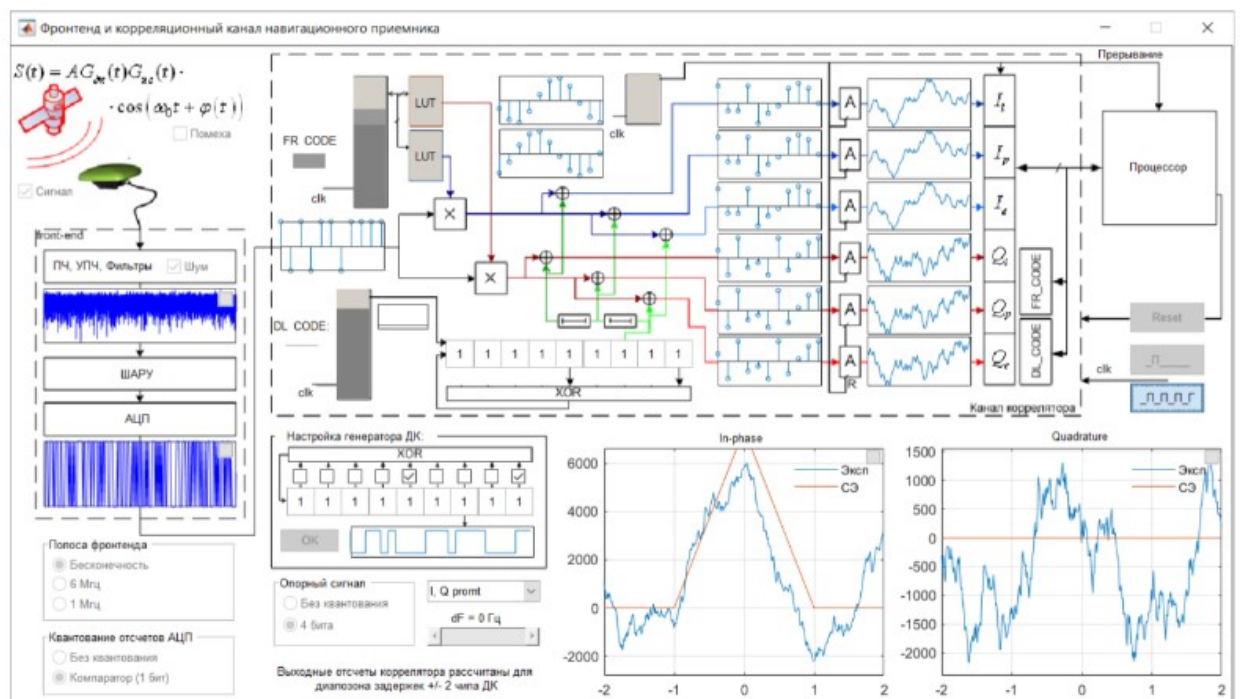 Фронтенд и корреляционный канал навигационного приемника
S(t) = AG_дк(t)G_нс(t) ·
· cos(ω₀t + φ(t))
Помеха
Сигнал
front-end
ПЧ, УПЧ, Фильтры
Шум
ШАРУ
АЦП
Полоса фронтенда
Бесконечность
6 Мгц
1 Мгц
Квантование отсчетов АЦП
Без квантования
Компаратор (1 бит)
FR CODE
clk
LUT
LUT
clk
×
×
DL CODE:
clk
1 1 1 1 1 1 1 1 1
XOR
A
A
A
A
A
A
R
I_l
I_p
I_e
Q_l
Q_p
Q_e
FR_CODE
DL_CODE
Канал коррелятора
Прерывание
Процессор
Reset
clk
Настройка генератора ДК:
XOR
1 1 1 1 1 1 1 1 1
OK
Опорный сигнал
Без квантования
4 бита
I, Q promt
dF = 0 Гц
Выходные отсчеты коррелятора рассчитаны для
диапозона задержек +/- 2 чипа ДК
In-phase
Эксп
СЭ
6000
4000
2000
0
-2000
-2 -1 0 1 2
Quadrature
Эксп
СЭ
1500
1000
500
0
-500
-1000
-1500
-2000
-2 -1 0 1 2